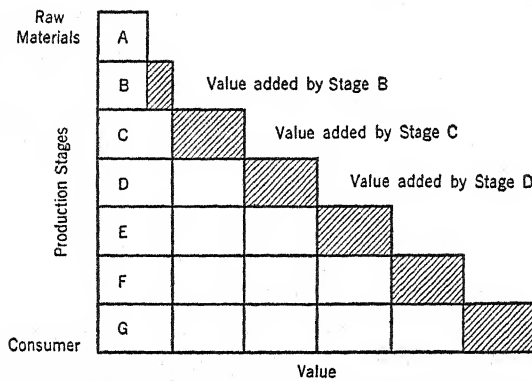 Raw
Materials
A
B
Value added by Stage B
C
Value added by Stage C
D
Value added by Stage D
E
F
G
Production Stages
Consumer
Value